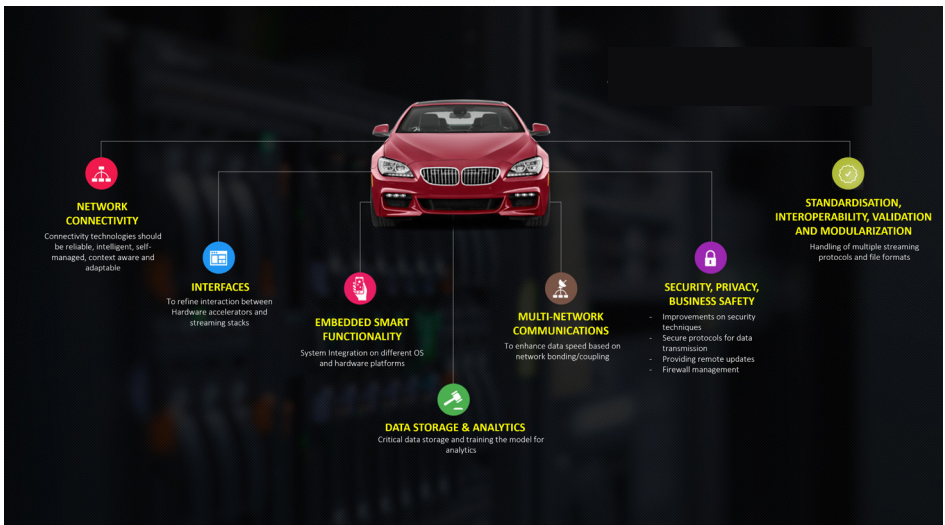 NETWORK
CONNECTIVITY
Connectivity technologies should
be reliable, intelligent, self-
managed, context aware and
adaptable
INTERFACES
To refine interaction between
Hardware accelerators and
streaming stacks
EMBEDDED SMART
FUNCTIONALITY
System Integration on different OS
and hardware platforms
DATA STORAGE & ANALYTICS
Critical data storage and training the model for
analytics
MULTI-NETWORK
COMMUNICATIONS
To enhance data speed based on
network bonding/coupling
SECURITY, PRIVACY,
BUSINESS SAFETY
- Improvements on security
techniques
- Secure protocols for data
transmission
- Providing remote updates
- Firewall management
STANDARDISATION,
INTEROPERABILITY, VALIDATION
AND MODULARIZATION
Handling of multiple streaming
protocols and file formats